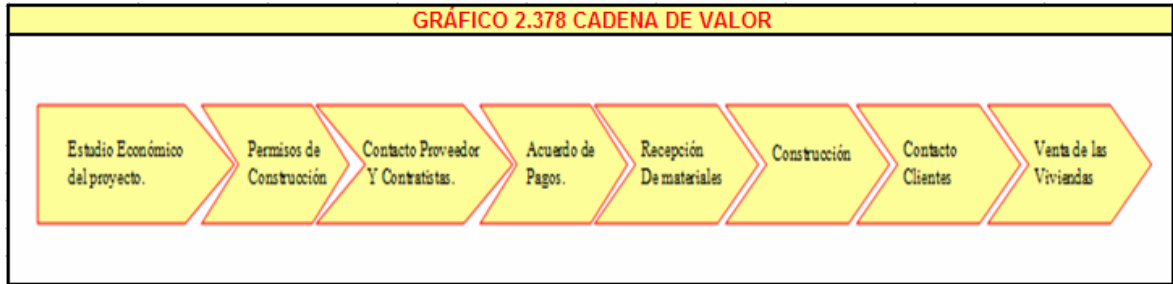 GRÁFICO 2.378 CADENA DE VALOR
Estudio Económico
del proyecto.
Permisos de
Construcción
Contacto Proveedor
Y Contratistas.
Acuerdo de
Pagos.
Recepción
De materiales
Construcción
Contacto
Clientes
Venta de las
Viviendas